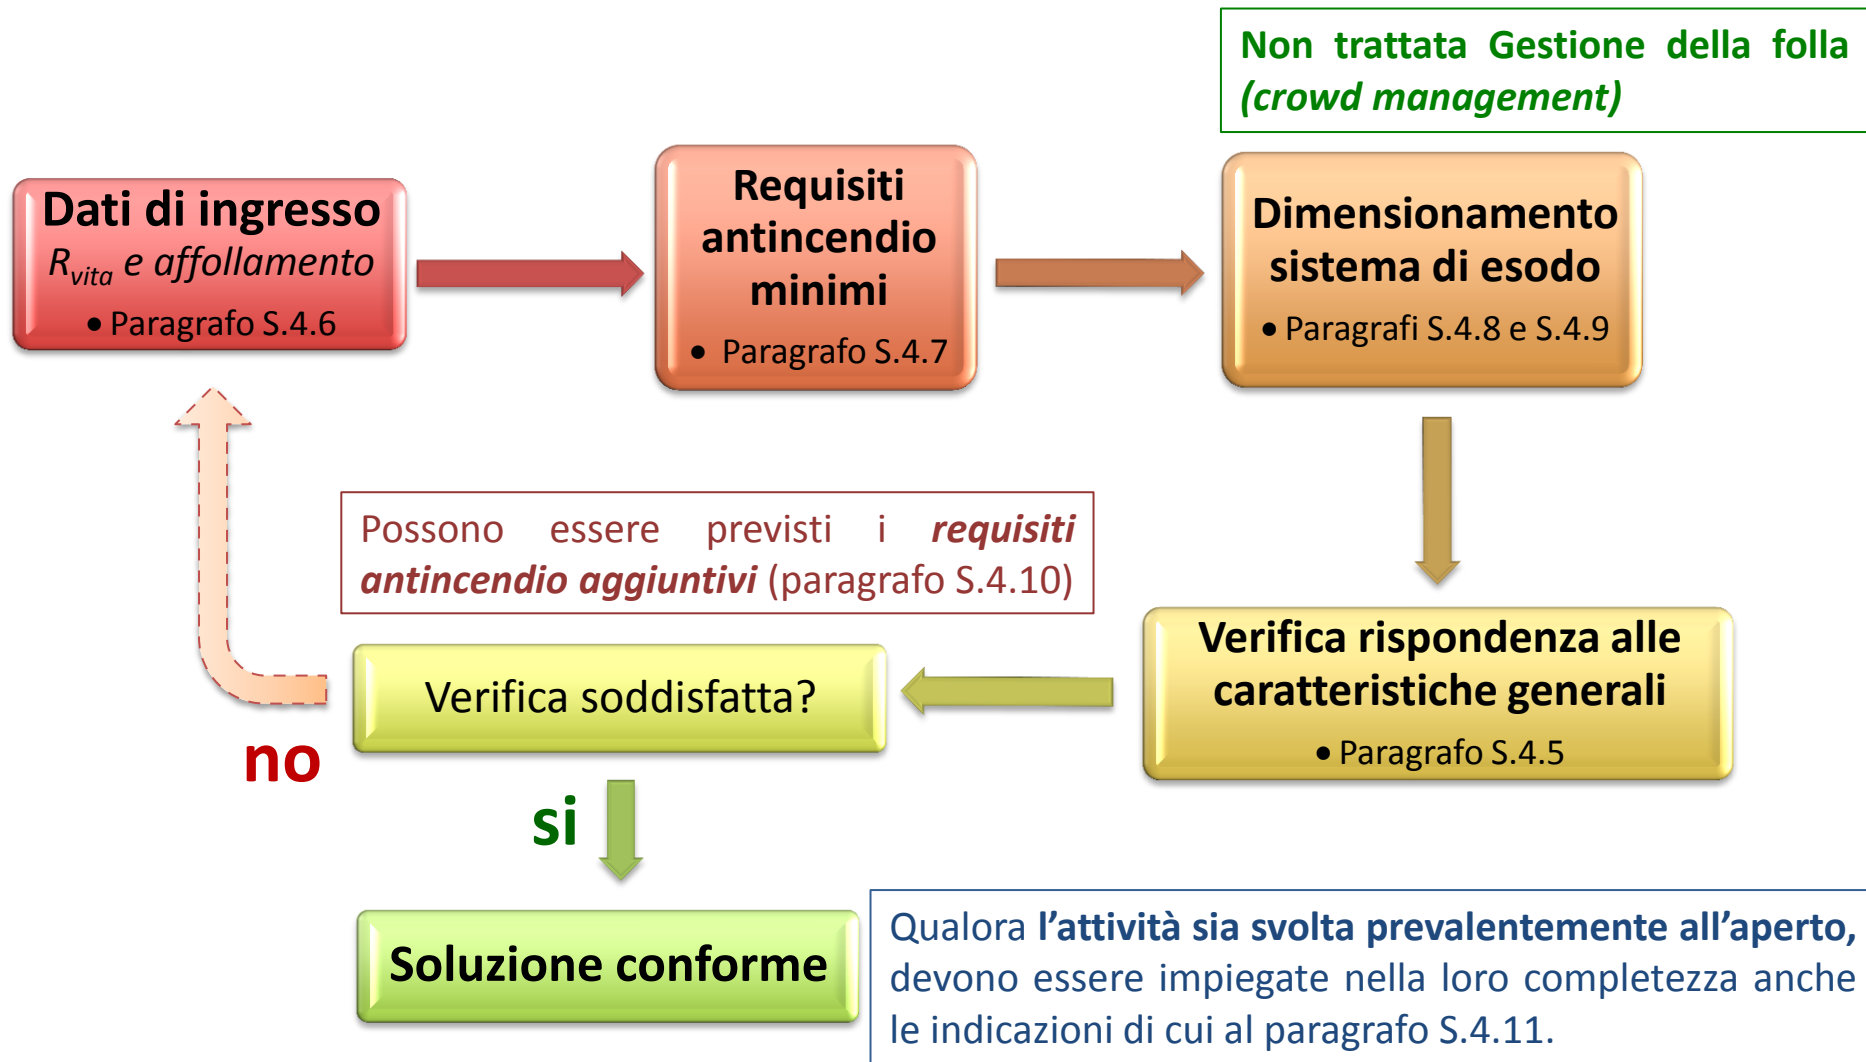 Non trattata Gestione della folla
(crowd management)
Dati di ingresso
Rvita e affollamento
• Paragrafo S.4.6
Requisiti
antincendio
minimi
• Paragrafo S.4.7
Dimensionamento
sistema di esodo
• Paragrafi S.4.8 e S.4.9
Possono essere previsti i requisiti
antincendio aggiuntivi (paragrafo S.4.10)
Verifica rispondenza alle
caratteristiche generali
• Paragrafo S.4.5
Verifica soddisfatta?
no
si
Soluzione conforme
Qualora l’attività sia svolta prevalentemente all’aperto,
devono essere impiegate nella loro completezza anche
le indicazioni di cui al paragrafo S.4.11.